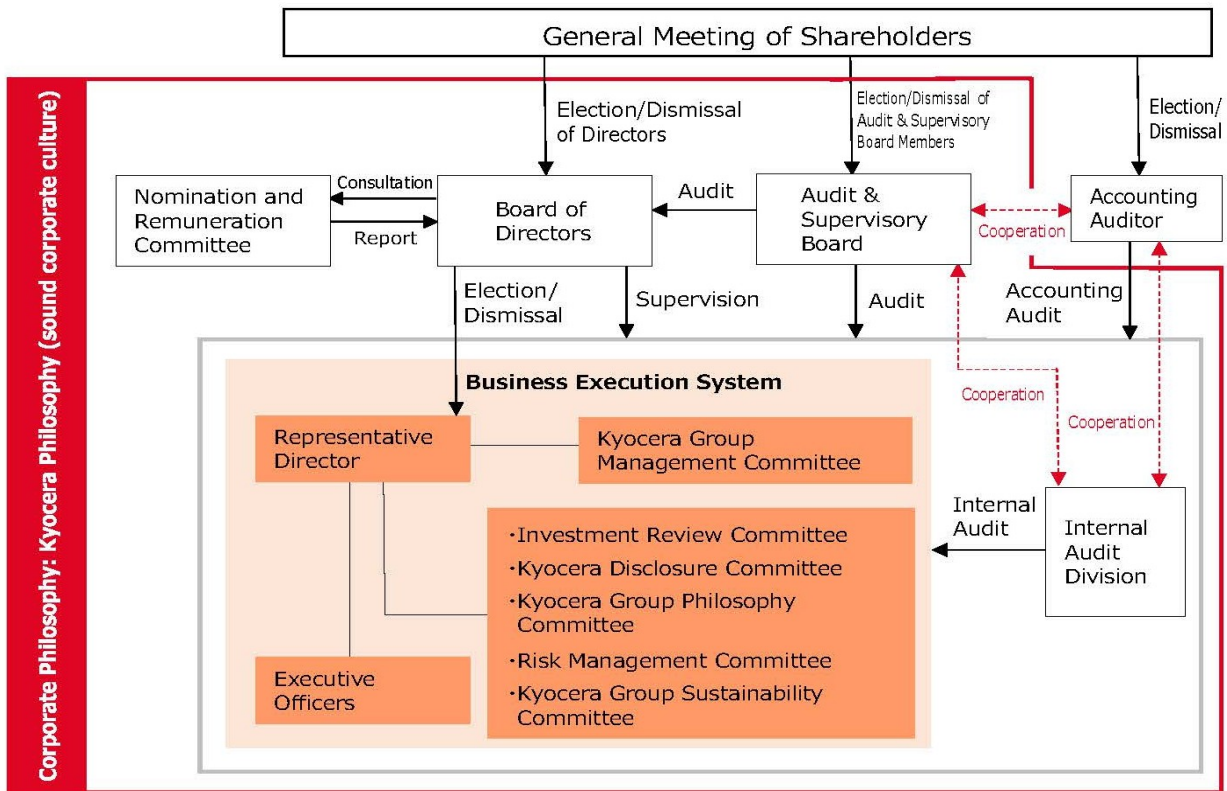 General Meeting of Shareholders
Corporate Philosophy: Kyocera Philosophy (sound corporate culture)
Election/Dismissal
of Directors
Election/Dismissal of
Audit & Supervisory
Board Members
Election/
Dismissal
Nomination and
Remuneration
Committee
Consultation
Report
Board of
Directors
Audit
Audit &
Supervisory
Board
Cooperation
Accounting
Auditor
Election/
Dismissal
Supervision
Audit
Accounting
Audit
Business Execution System
Cooperation
Cooperation
Representative
Director
Kyocera Group
Management Committee
·Investment Review Committee
·Kyocera Disclosure Committee
·Kyocera Group Philosophy
Committee
·Risk Management Committee
·Kyocera Group Sustainability
Committee
Internal
Audit
Internal
Audit
Division
Executive
Officers